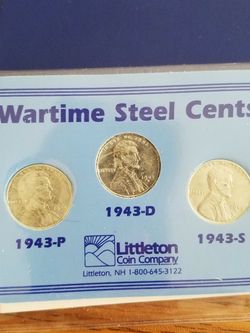 Wartime Steel Cents
1943-D
1943-P
1943-S
Littleton
Coin Company
Littleton, NH 1-800-645-3122